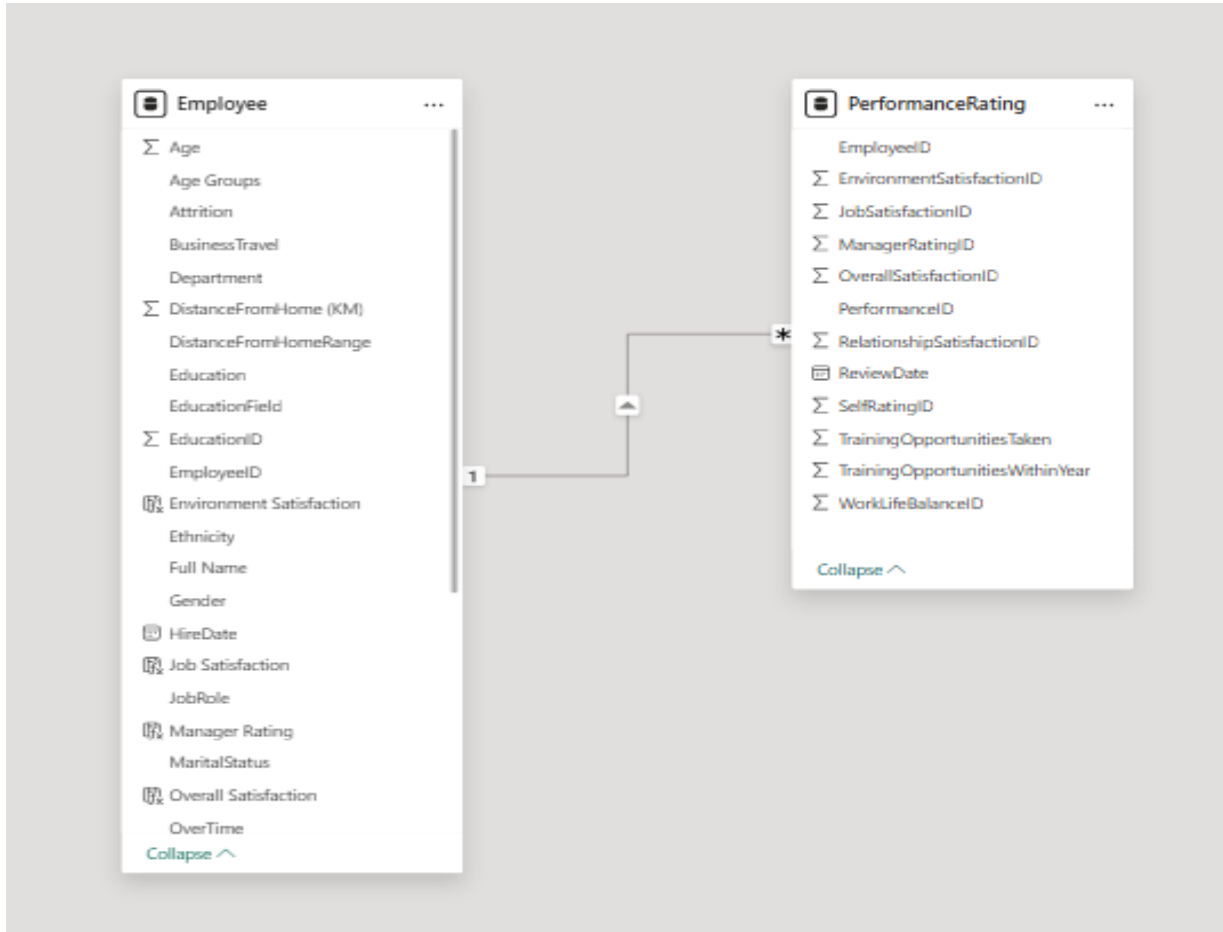 Employee
...
Age
Age Groups
Attrition
BusinessTravel
Department
DistanceFromHome (KM)
DistanceFromHomeRange
Education
EducationField
EducationID
EmployeeID
Environment Satisfaction
Ethnicity
Full Name
Gender
HireDate
Job Satisfaction
JobRole
Manager Rating
MaritalStatus
Overall Satisfaction
OverTime
Collapse
1
*
PerformanceRating
...
EmployeeID
EnvironmentSatisfactionID
JobSatisfactionID
ManagerRatingID
OverallSatisfactionID
PerformanceID
RelationshipSatisfactionID
ReviewDate
SelfRatingID
TrainingOpportunitiesTaken
TrainingOpportunitiesWithinYear
WorkLifeBalanceID
Collapse